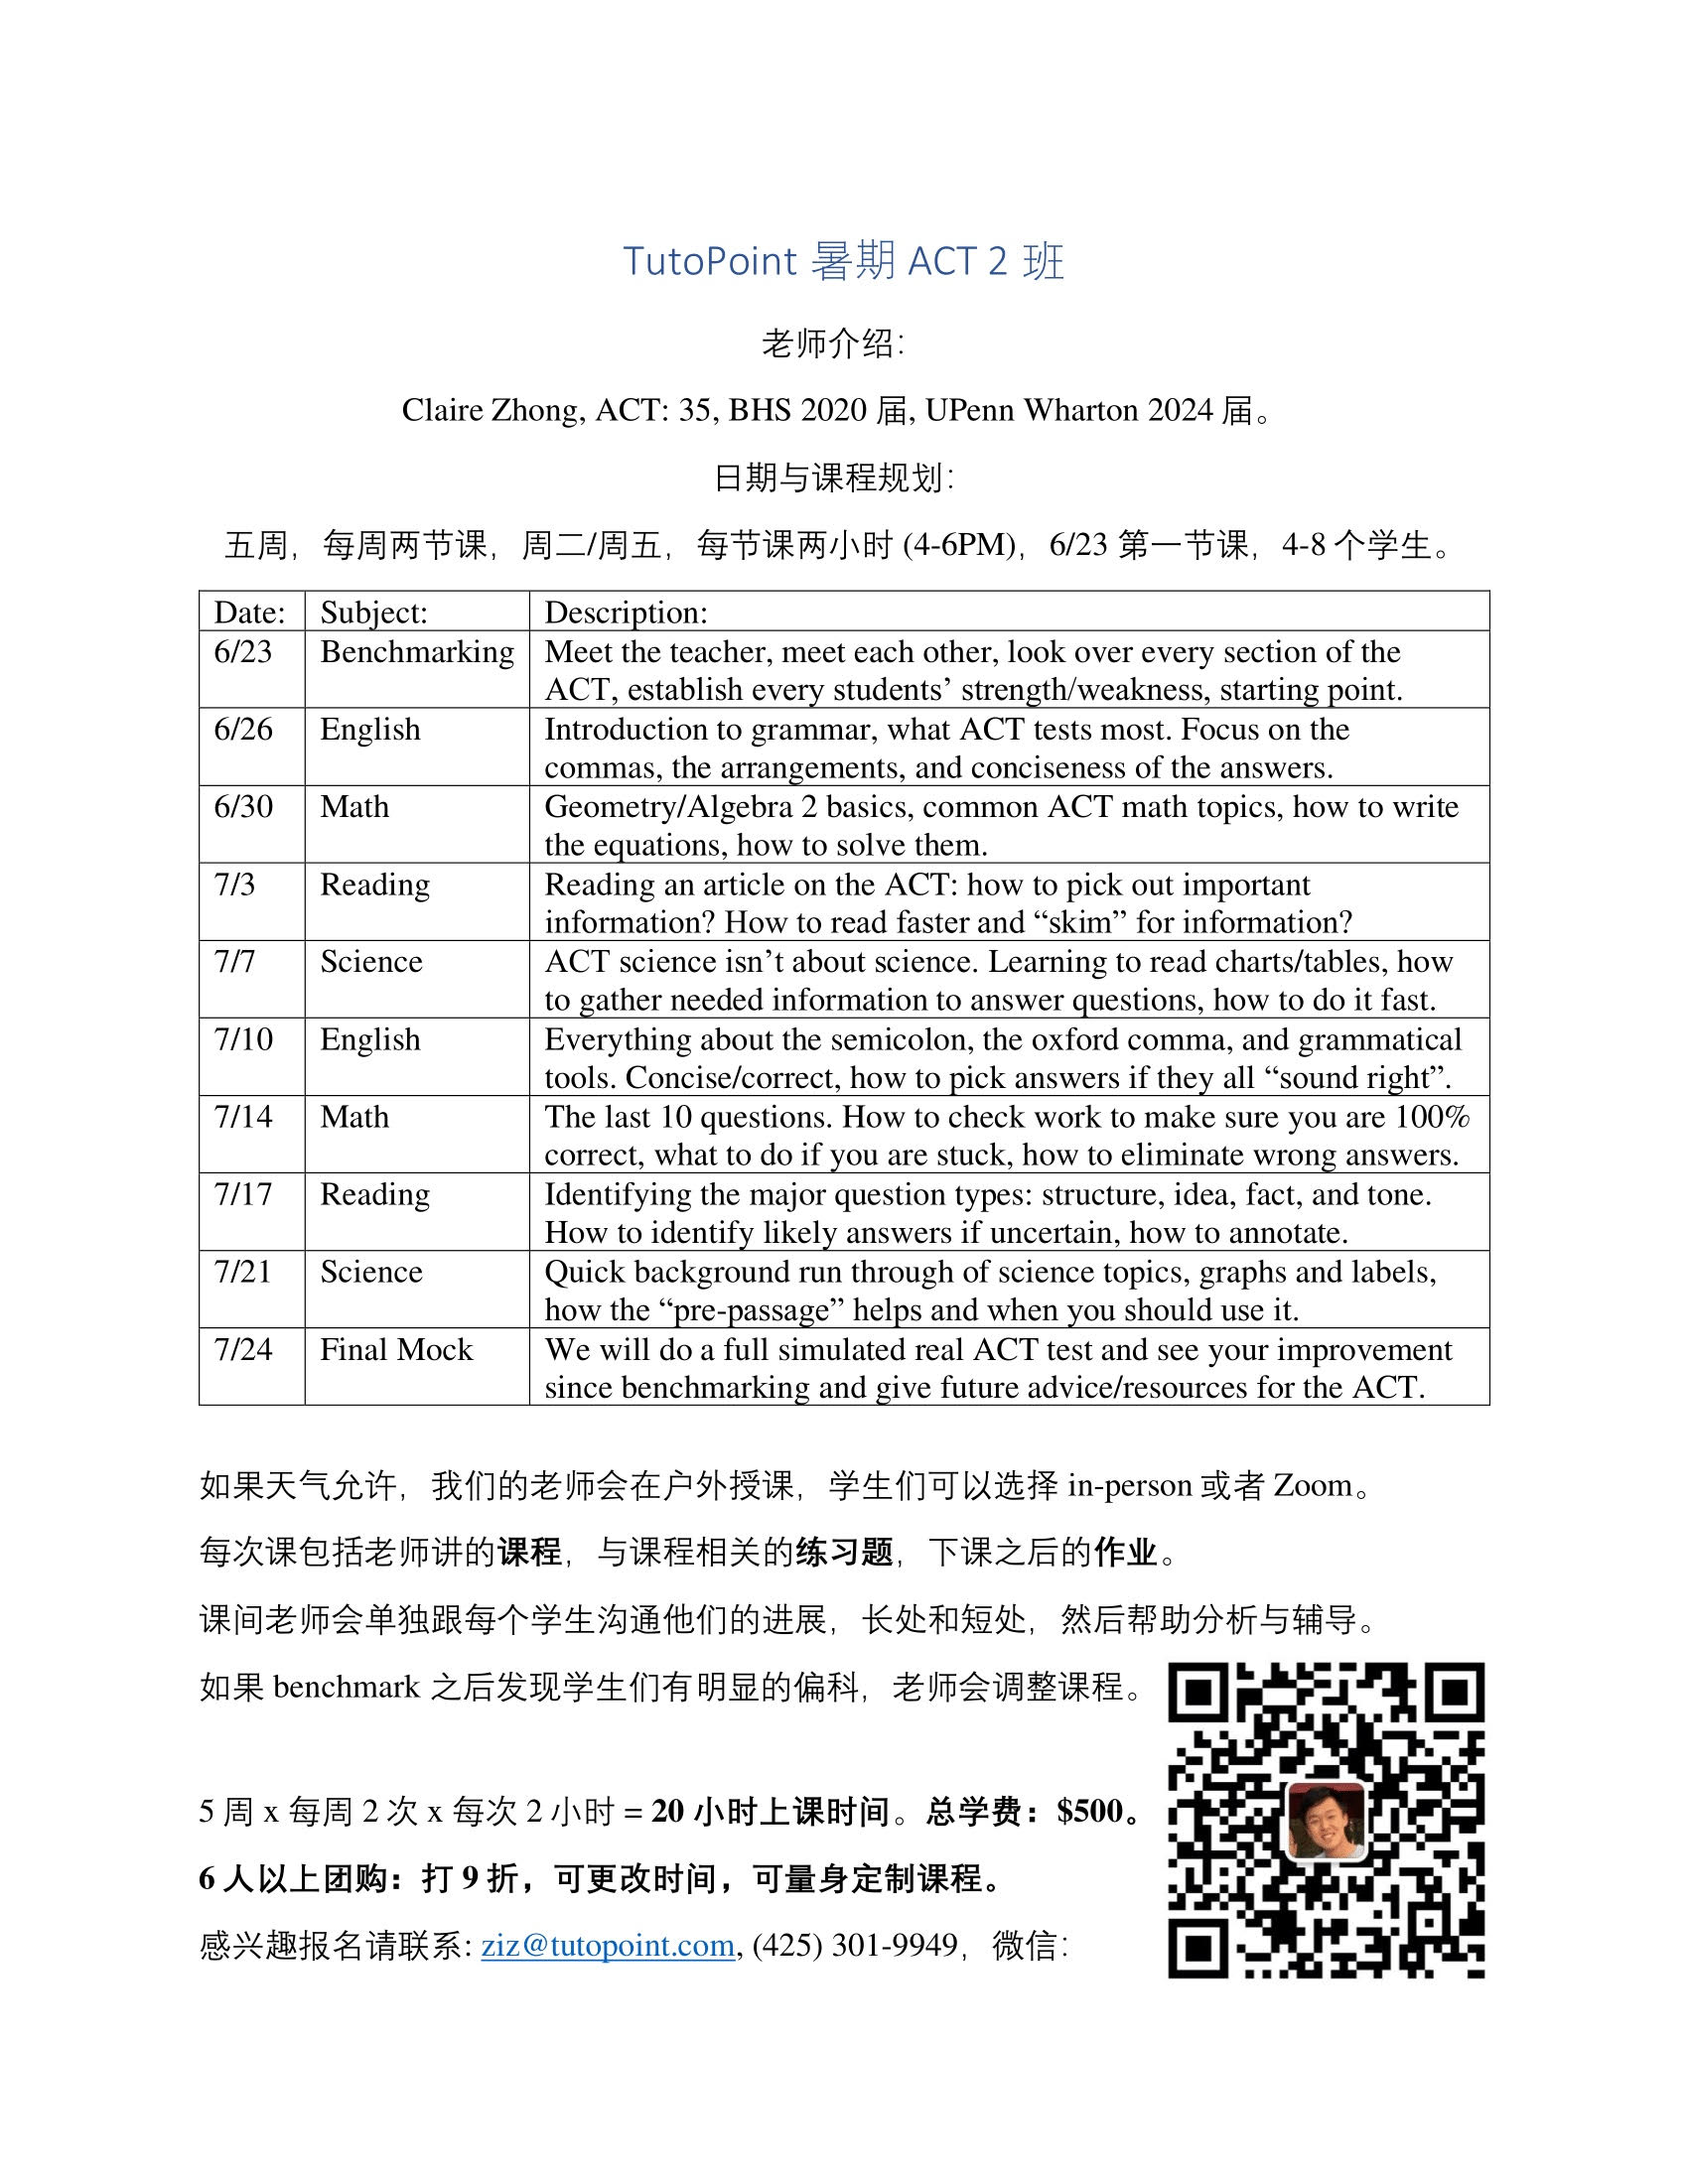 TutoPoint 暑期 ACT 2 班
老师介绍：
Claire Zhong, ACT: 35, BHS 2020 届, UPenn Wharton 2024 届。
日期与课程规划：
五周，每周两节课，周二/周五，每节课两小时 (4-6PM)，6/23 第一节课，4-8 个学生。
Date: Subject: Description:
6/23 Benchmarking Meet the teacher, meet each other, look over every section of the
ACT, establish every students’ strength/weakness, starting point.
6/26 English Introduction to grammar, what ACT tests most. Focus on the
commas, the arrangements, and conciseness of the answers.
6/30 Math Geometry/Algebra 2 basics, common ACT math topics, how to write
the equations, how to solve them.
7/3 Reading Reading an article on the ACT: how to pick out important
information? How to read faster and “skim” for information?
7/7 Science ACT science isn’t about science. Learning to read charts/tables, how
to gather needed information to answer questions, how to do it fast.
7/10 English Everything about the semicolon, the oxford comma, and grammatical
tools. Concise/correct, how to pick answers if they all “sound right”.
7/14 Math The last 10 questions. How to check work to make sure you are 100%
correct, what to do if you are stuck, how to eliminate wrong answers.
7/17 Reading Identifying the major question types: structure, idea, fact, and tone.
How to identify likely answers if uncertain, how to annotate.
7/21 Science Quick background run through of science topics, graphs and labels,
how the “pre-passage” helps and when you should use it.
7/24 Final Mock We will do a full simulated real ACT test and see your improvement
since benchmarking and give future advice/resources for the ACT.
如果天气允许，我们的老师会在户外授课，学生们可以选择 in-person 或者 Zoom。
每次课包括老师讲的课程，与课程相关的练习题，下课之后的作业。
课间老师会单独跟每个学生沟通他们的进展，长处和短处，然后帮助分析与辅导。
如果 benchmark 之后发现学生们有明显的偏科，老师会调整课程。
5 周 x 每周 2 次 x 每次 2 小时 = 20 小时上课时间。总学费：$500。
6 人以上团购：打 9 折，可更改时间，可量身定制课程。
感兴趣报名请联系: ziz@tutopoint.com, (425) 301-9949，微信：